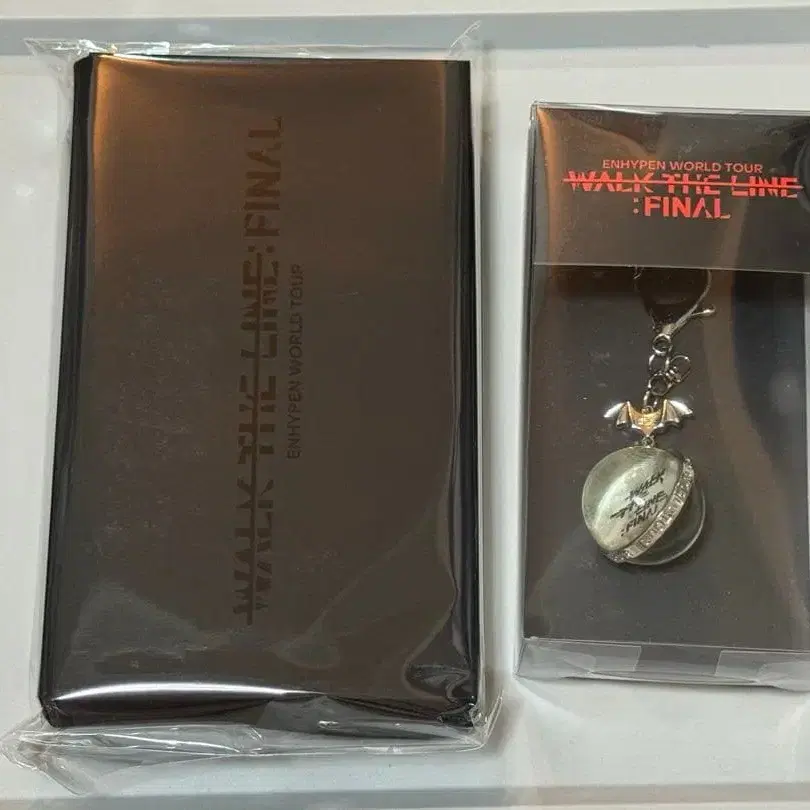 WALK THE LINE:FINAL
ENHYPEN WORLD TOUR
ENHYPEN WORLD TOUR
WALK THE LINE
:FINAL
WALK
THE LINE
:FINAL